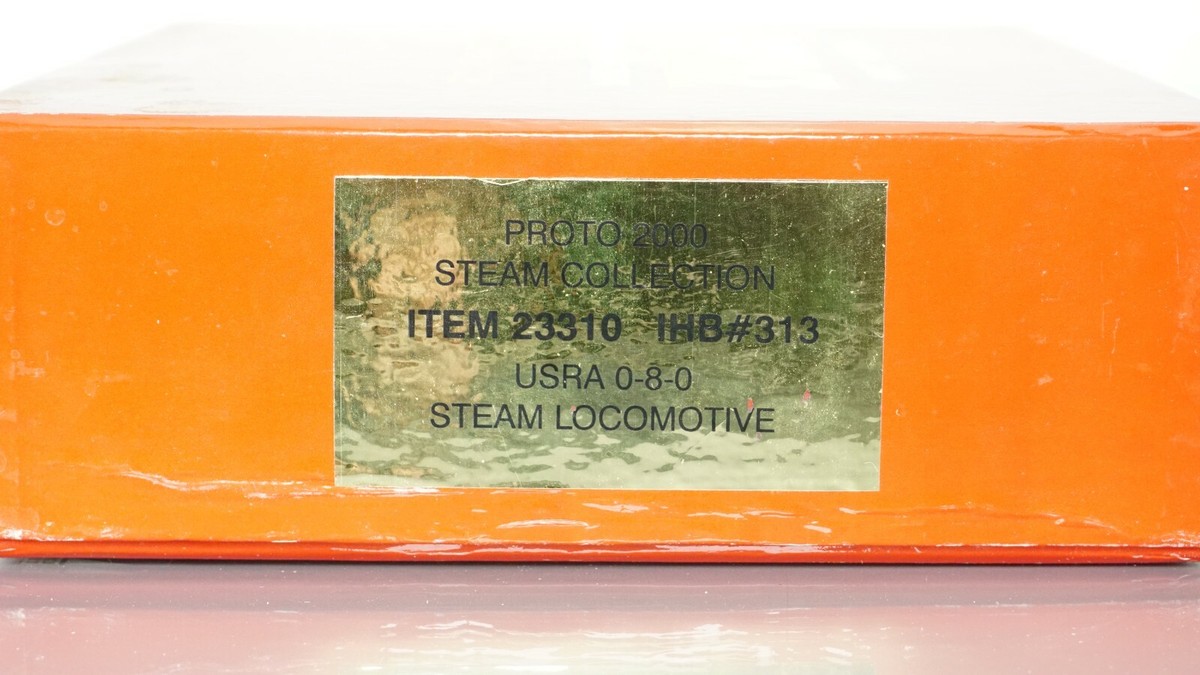 PROTO 2000
STEAM COLLECTION
ITEM 23310 IHB#313
USRA 0-8-0
STEAM LOCOMOTIVE